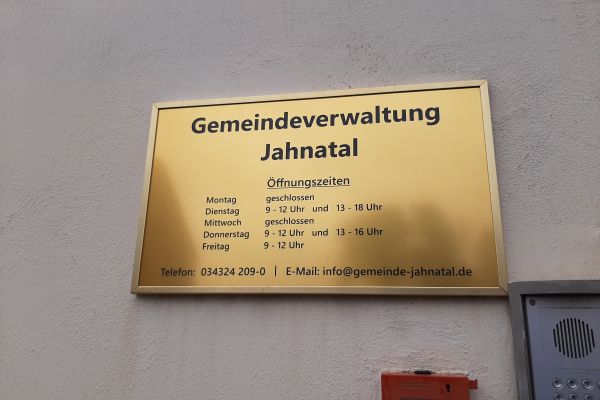 Gemeindeverwaltung
Jahnatal
Öffnungszeiten
Montag geschlossen
Dienstag 9 - 12 Uhr und 13 - 18 Uhr
Mittwoch geschlossen
Donnerstag 9 - 12 Uhr und 13 - 16 Uhr
Freitag 9 - 12 Uhr
Telefon: 034324 209-0 | E-Mail: info@gemeinde-jahnatal.de